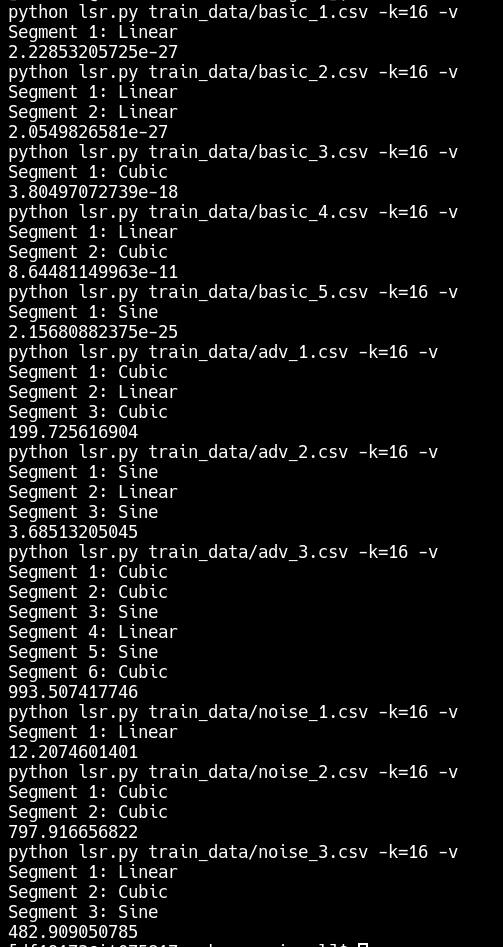 python lsr.py train_data/basic_1.csv -k=16 -v
Segment 1: Linear
2.22853205725e-27
python lsr.py train_data/basic_2.csv -k=16 -v
Segment 1: Linear
Segment 2: Linear
2.0549826581e-27
python lsr.py train_data/basic_3.csv -k=16 -v
Segment 1: Cubic
3.80497072739e-18
python lsr.py train_data/basic_4.csv -k=16 -v
Segment 1: Linear
Segment 2: Cubic
8.64481149963e-11
python lsr.py train_data/basic_5.csv -k=16 -v
Segment 1: Sine
2.15680882375e-25
python lsr.py train_data/adv_1.csv -k=16 -v
Segment 1: Cubic
Segment 2: Linear
Segment 3: Cubic
199.725616904
python lsr.py train_data/adv_2.csv -k=16 -v
Segment 1: Sine
Segment 2: Linear
Segment 3: Sine
3.68513205045
python lsr.py train_data/adv_3.csv -k=16 -v
Segment 1: Cubic
Segment 2: Cubic
Segment 3: Sine
Segment 4: Linear
Segment 5: Sine
Segment 6: Cubic
993.507417746
python lsr.py train_data/noise_1.csv -k=16 -v
Segment 1: Linear
12.2074601401
python lsr.py train_data/noise_2.csv -k=16 -v
Segment 1: Cubic
Segment 2: Cubic
797.916656822
python lsr.py train_data/noise_3.csv -k=16 -v
Segment 1: Linear
Segment 2: Cubic
Segment 3: Sine
482.909050785